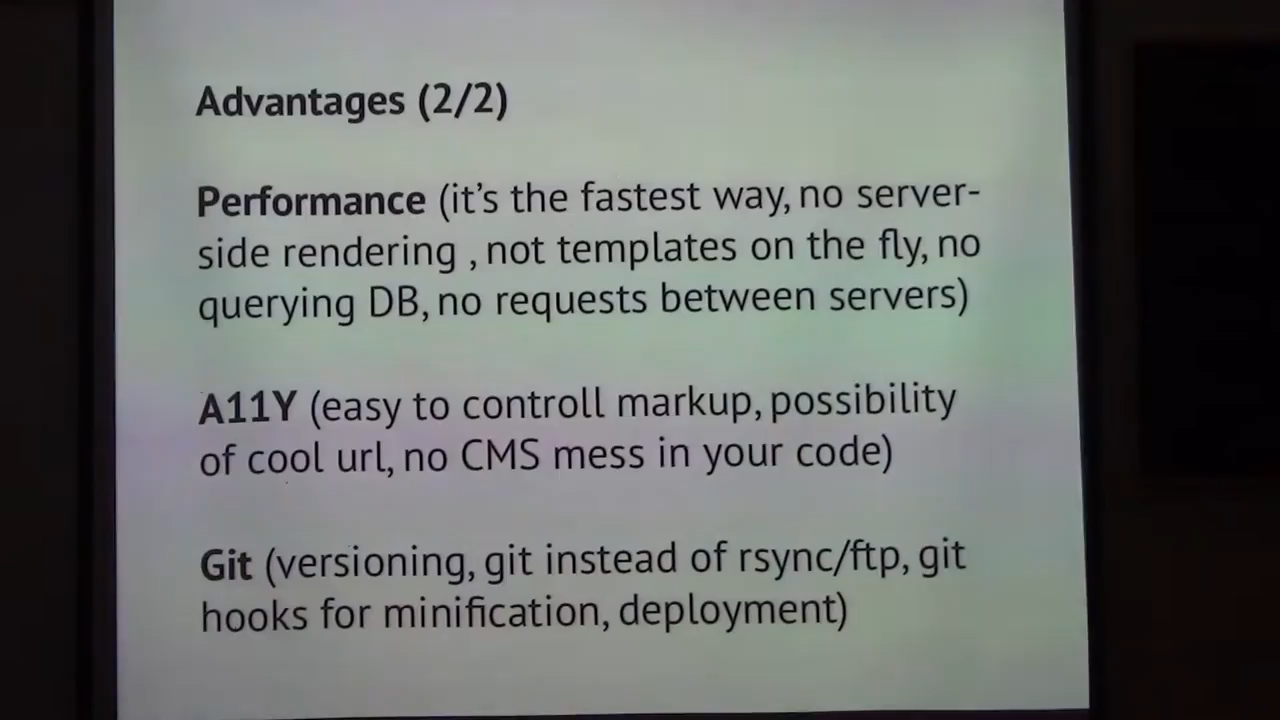 Advantages (2/2)
Performance (it's the fastest way, no server-
side rendering , not templates on the fly, no
querying DB, no requests between servers)
A11Y (easy to controll markup, possibility
of cool url, no CMS mess in your code)
Git (versioning, git instead of rsync/ftp, git
hooks for minification, deployment)